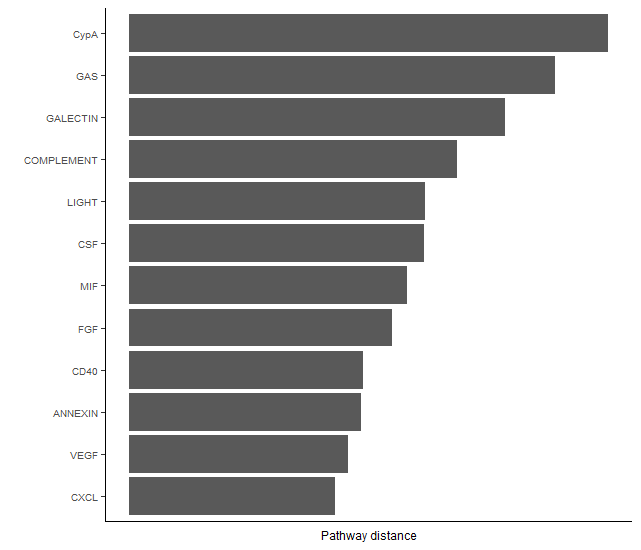 CypA
GAS
GALECTIN
COMPLEMENT
LIGHT
CSF
MIF
FGF
CD40
ANNEXIN
VEGF
CXCL
Pathway distance